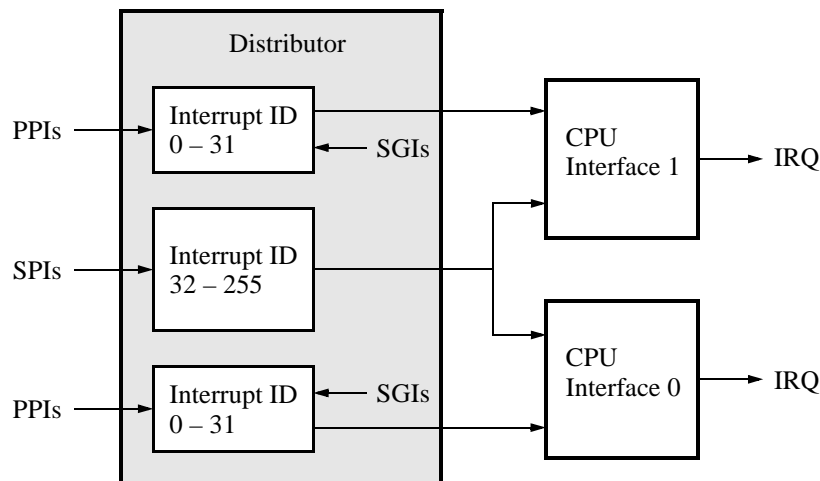 Distributor
PPIs
Interrupt ID
0 – 31
SGIs
CPU
Interface 1
IRQ
SPIs
Interrupt ID
32 – 255
CPU
Interface 0
IRQ
PPIs
Interrupt ID
0 – 31
SGIs